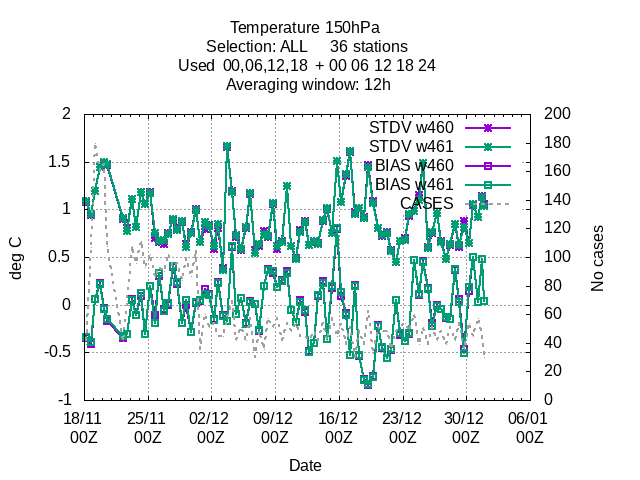 Temperature 150hPa
Selection: ALL     36 stations
Used  00,06,12,18  + 00 06 12 18 24
Averaging window: 12h
STDV w460
STDV w461
BIAS w460
BIAS w461
CASES
deg C
2
1.5
1
0.5
0
-0.5
-1
No cases
200
180
160
140
120
100
80
60
40
20
0
18/11 25/11 02/12 09/12 16/12 23/12 30/12 06/01
00Z 00Z 00Z 00Z 00Z 00Z 00Z 00Z
Date